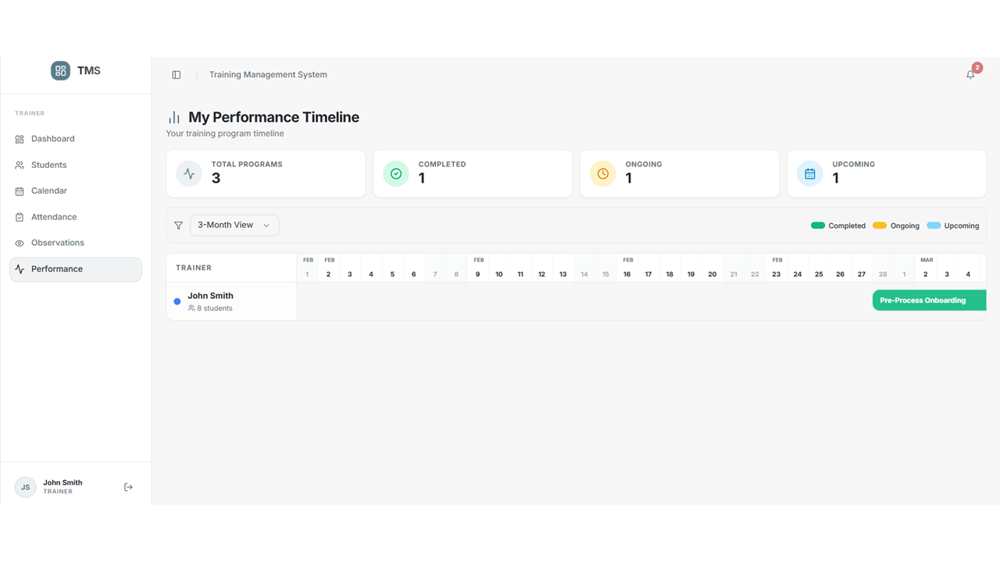 TMS
Training Management System
2
TRAINER
Dashboard
Students
Calendar
Attendance
Observations
Performance
My Performance Timeline
Your training program timeline
TOTAL PROGRAMS
3
COMPLETED
1
ONGOING
1
UPCOMING
1
3-Month View
Completed Ongoing Upcoming
TRAINER
FEB FEB FEB FEB FEB MAR
1 2 3 4 5 6 7 8 9 10 11 12 13 14 15 16 17 18 19 20 21 22 23 24 25 26 27 28 1 2 3 4
John Smith
8 students
Pre-Process Onboarding
JS
John Smith
TRAINER